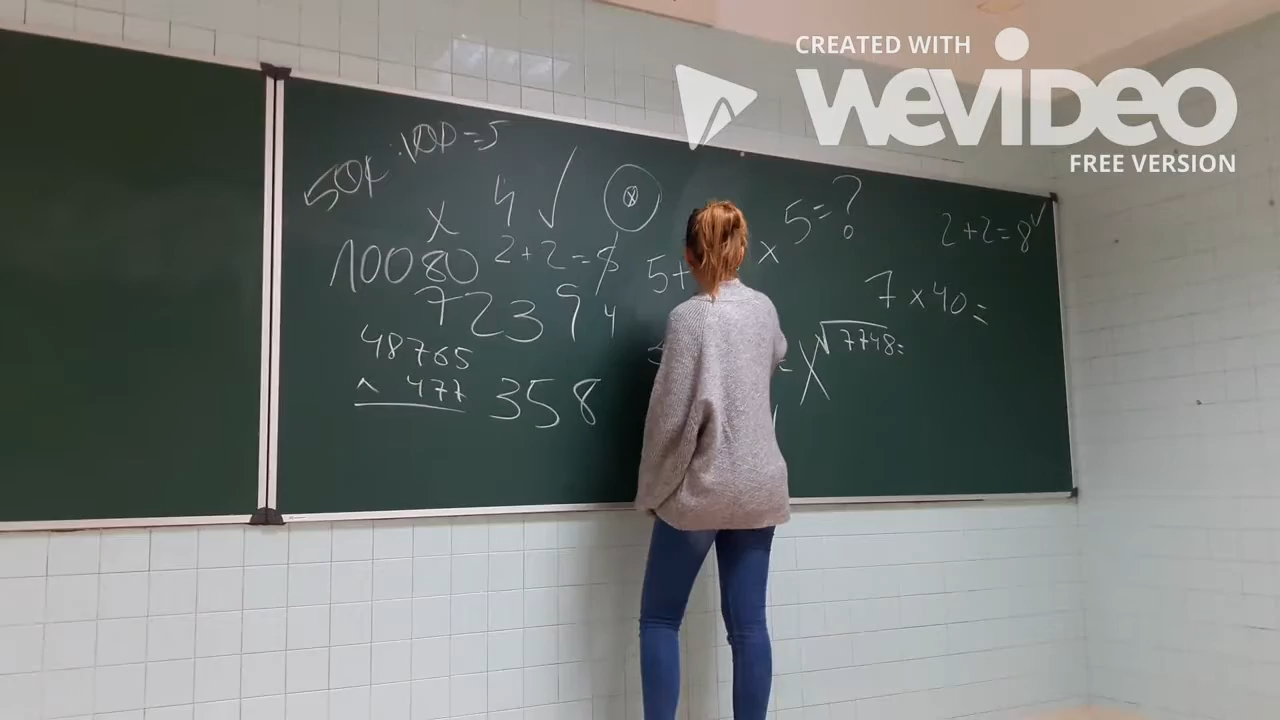 CREATED WITH
WEVIDEO
FREE VERSION
50k :100 =5
4 ✓
x
5=?
2+2=8✓
x
10080
2+2=8
5+
7 x 40 =
7239
4
√7748=
48765
x 477
358